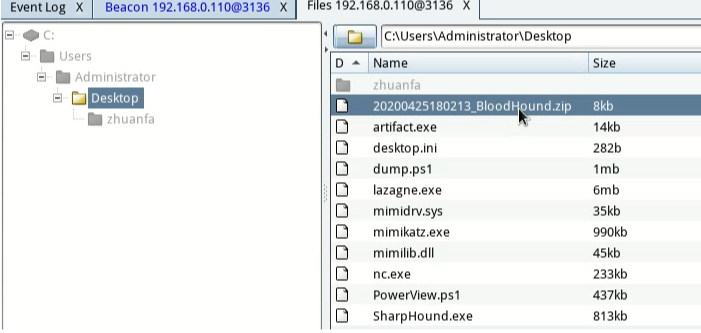 Event Log X Beacon 192.168.0.110@3136 X Files 192.168.0.110@3136 X
C:
Users
Administrator
Desktop
zhuanfa
C:\Users\Administrator\Desktop
D Name Size
zhuanfa
20200425180213_BloodHound.zip 8kb
artifact.exe 14kb
desktop.ini 282b
dump.ps1 1mb
lazagne.exe 6mb
mimidrv.sys 35kb
mimikatz.exe 990kb
mimilib.dll 45kb
nc.exe 233kb
PowerView.ps1 437kb
SharpHound.exe 813kb